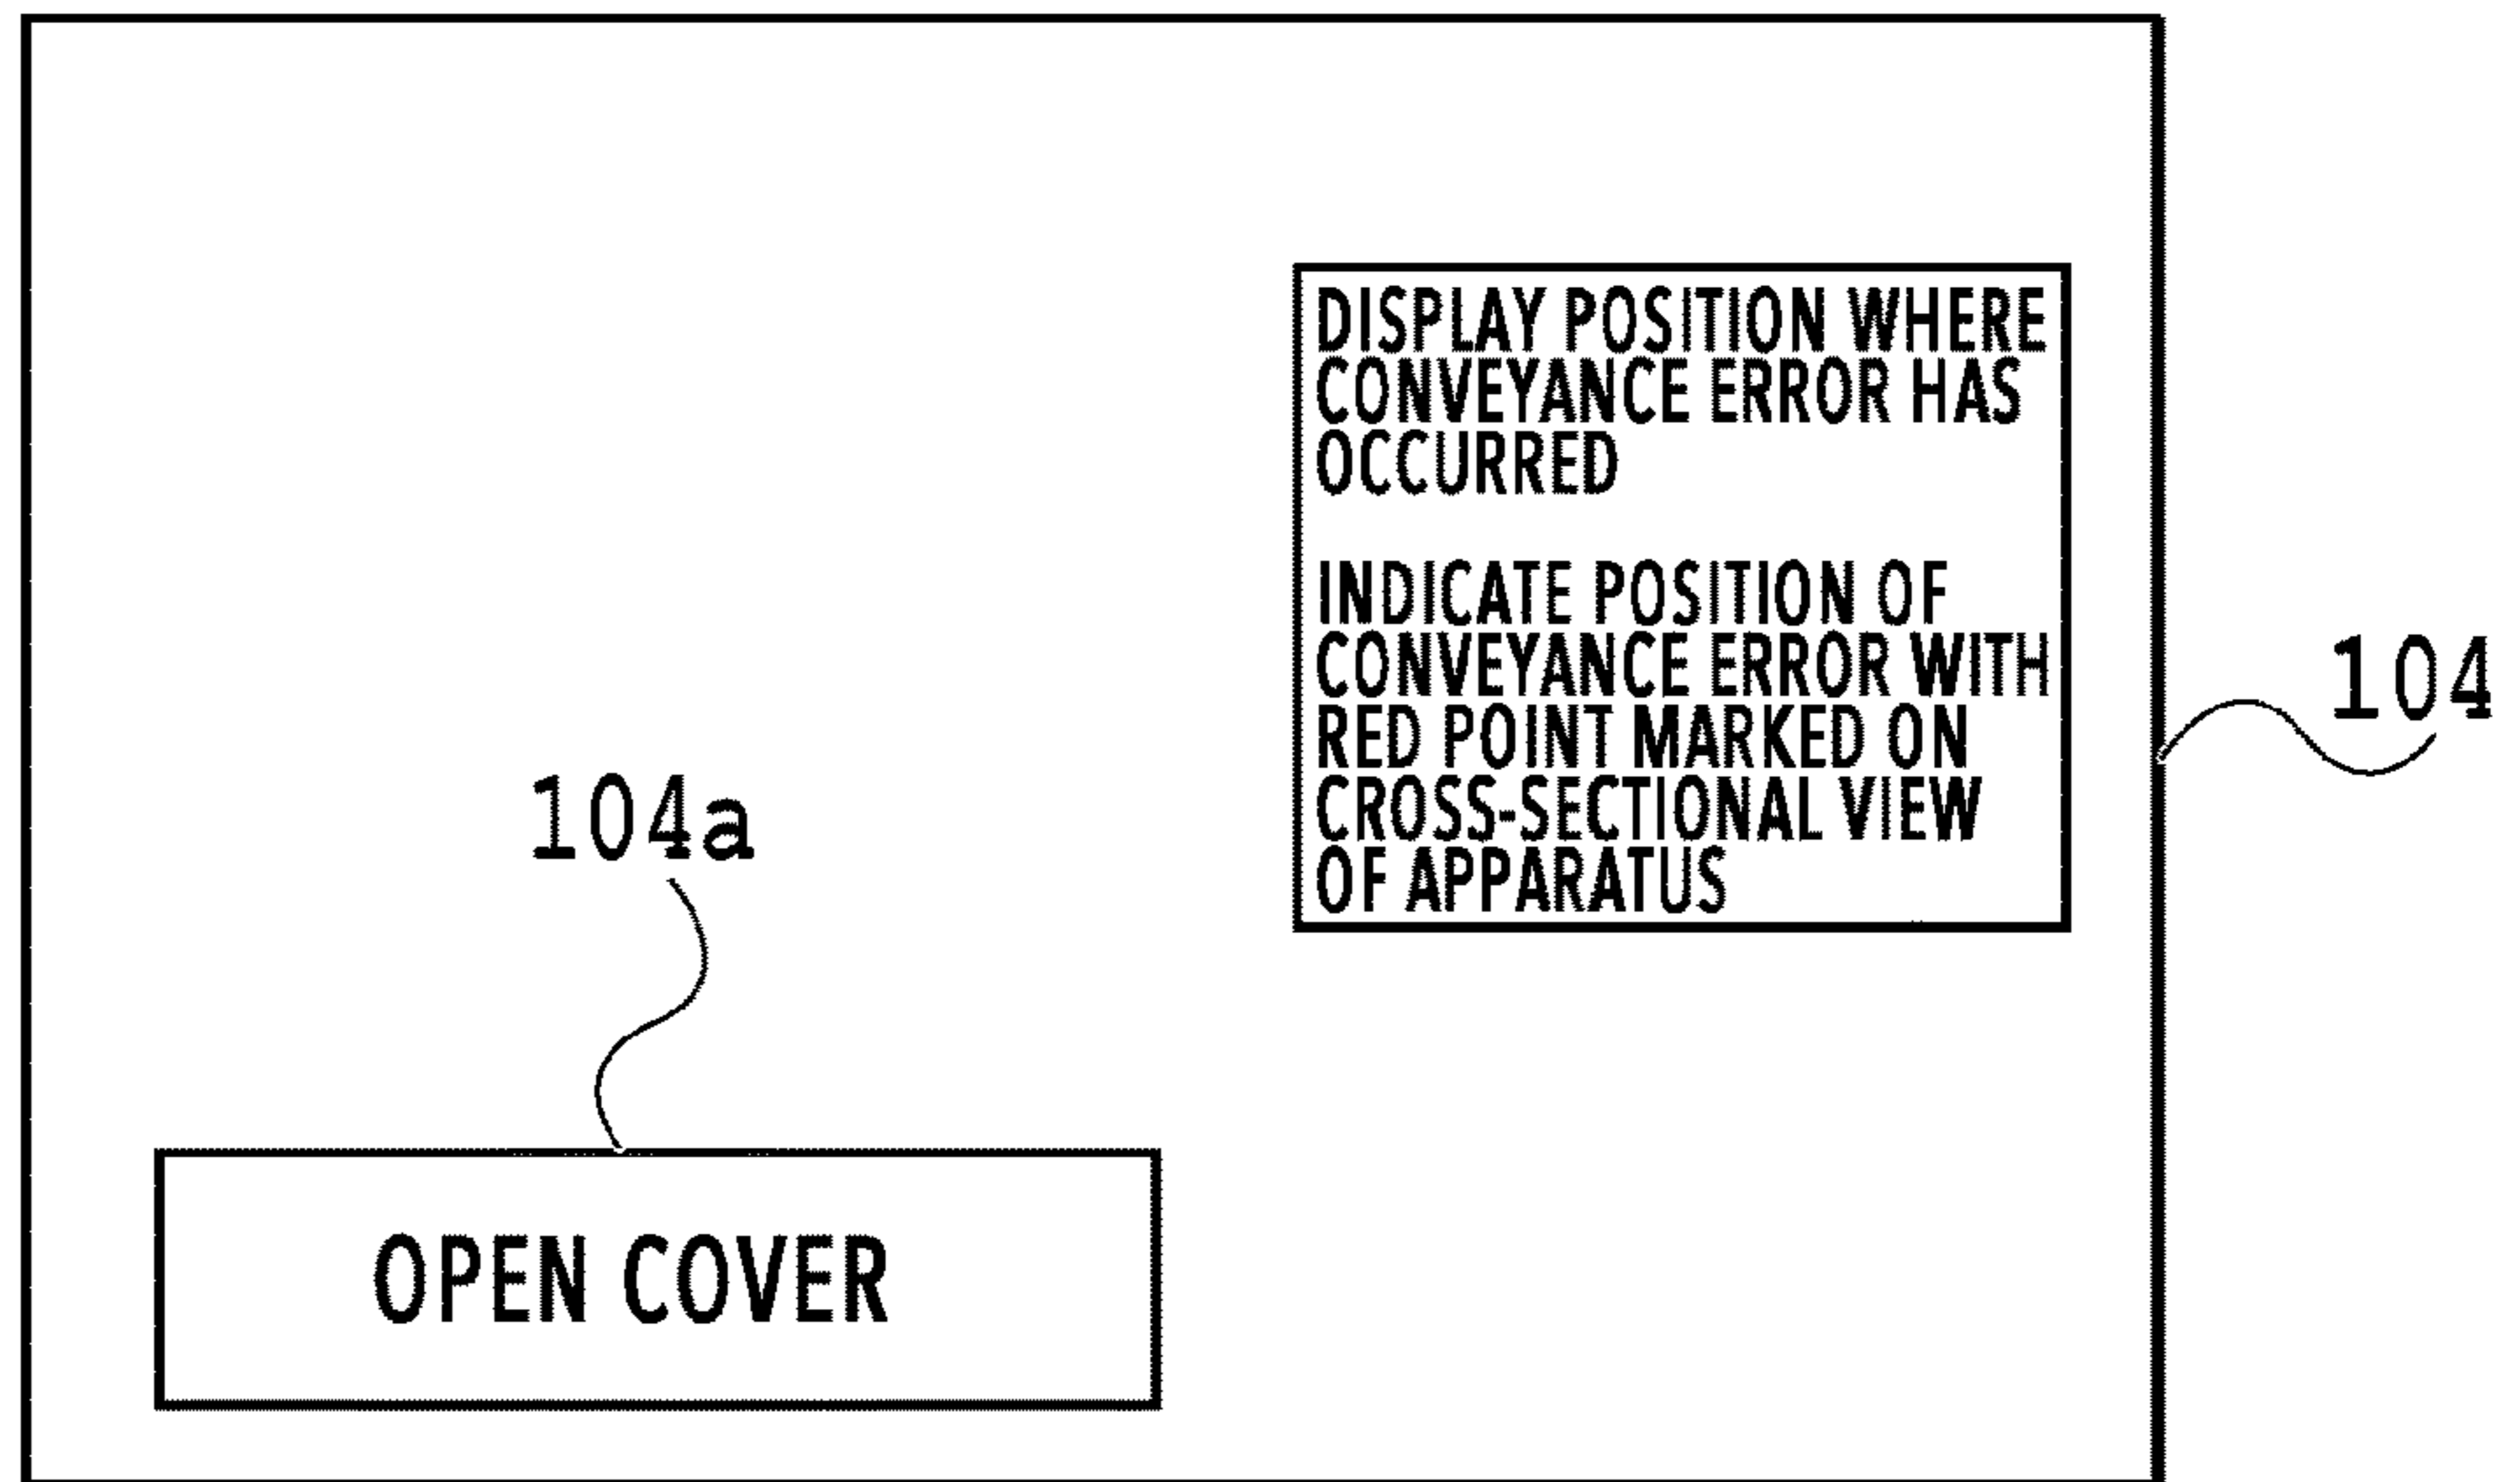 DISPLAY POSITION WHERE
CONVEYANCE ERROR HAS
OCCURRED
INDICATE POSITION OF
CONVEYANCE ERROR WITH
RED POINT MARKED ON
CROSS-SECTIONAL VIEW
OF APPARATUS
104
104a
OPEN COVER